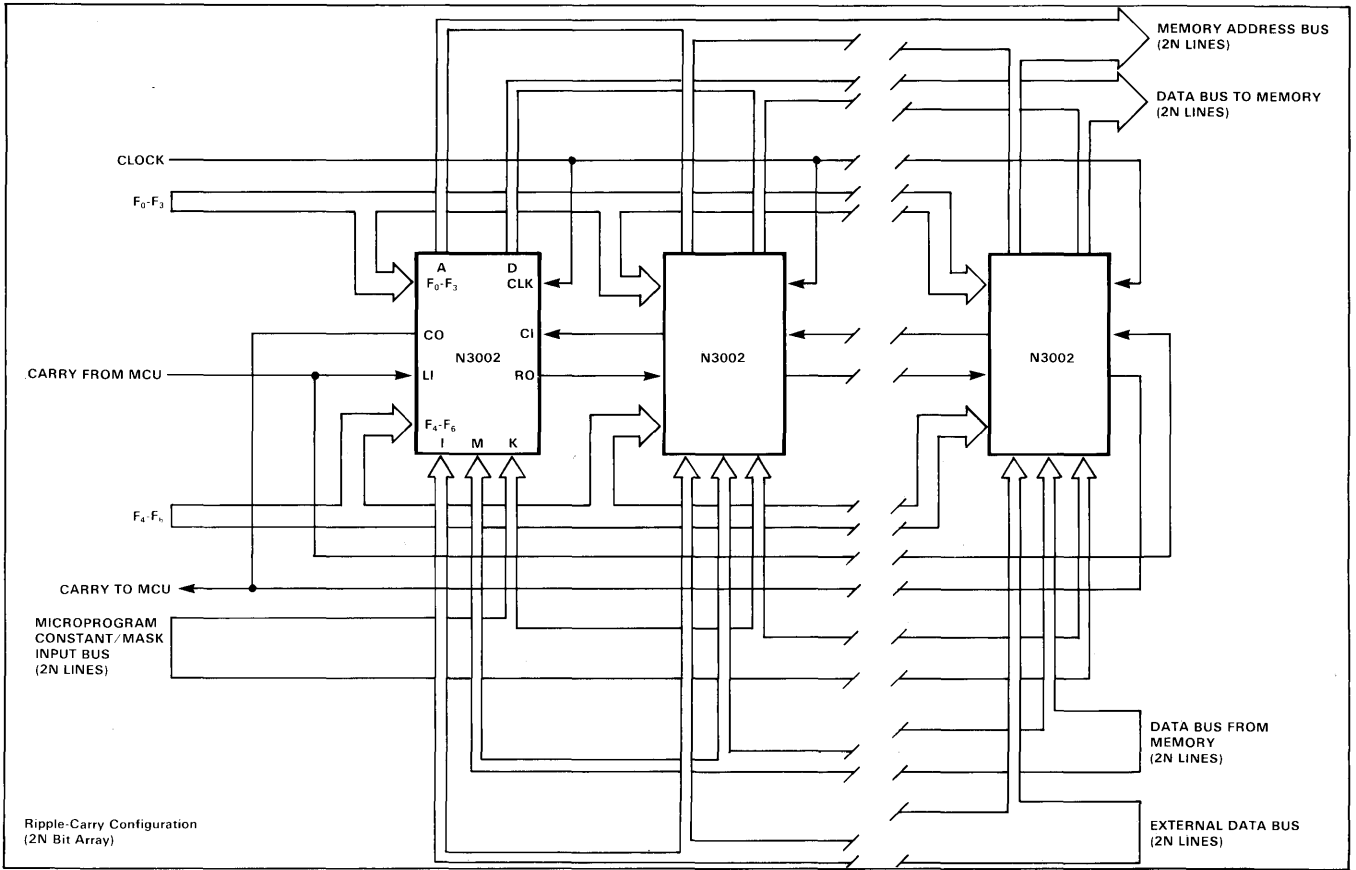 MEMORY ADDRESS BUS
(2N LINES)
DATA BUS TO MEMORY
(2N LINES)
CLOCK
F₀-F₃
A
D
F₀-F₃
CLK
CO
CI
N3002
N3002
N3002
CARRY FROM MCU
LI
RO
F₄-F₆
I
M
K
F₄-F₆
CARRY TO MCU
MICROPROGRAM
CONSTANT/MASK
INPUT BUS
(2N LINES)
DATA BUS FROM
MEMORY
(2N LINES)
EXTERNAL DATA BUS
(2N LINES)
Ripple-Carry Configuration
(2N Bit Array)